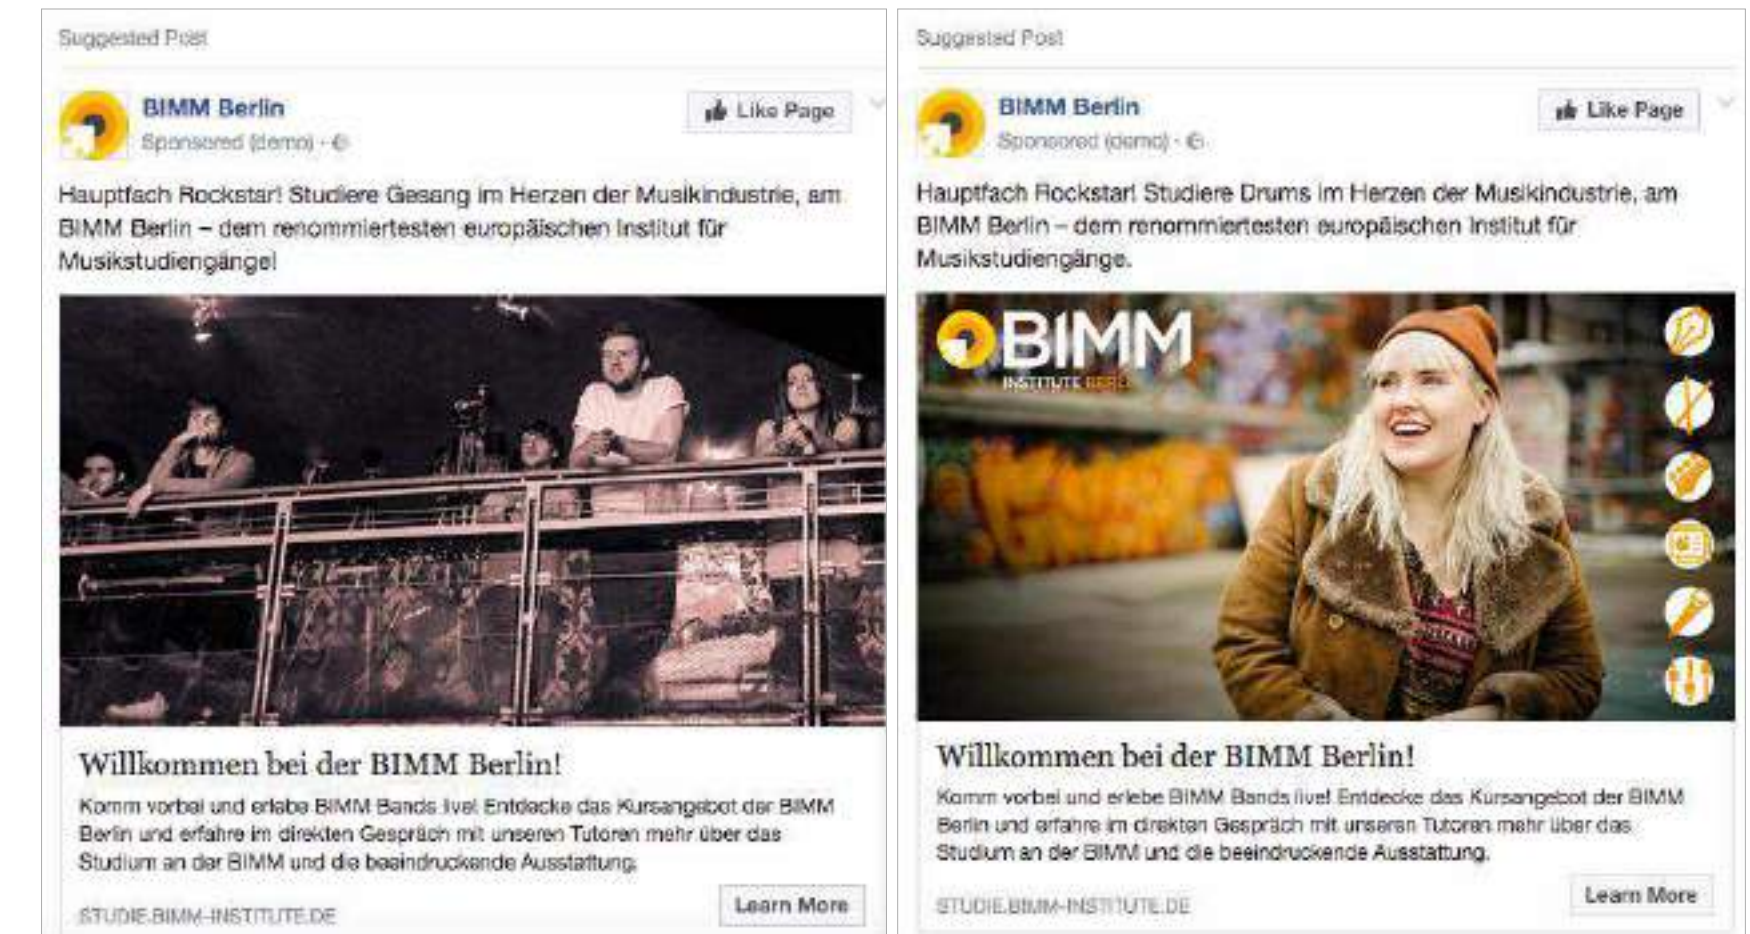 Suggested Post
BIMM Berlin
Like Page
Sponsored (demo)
Hauptfach Rockstar! Studiere Gesang im Herzen der Musikindustrie, am
BIMM Berlin – dem renommiertesten europäischen Institut für
Musikstudiengänge!
Willkommen bei der BIMM Berlin!
Komm vorbei und erlebe BIMM Bands live! Entdecke das Kursangebot der BIMM
Berlin und erfahre im direkten Gespräch mit unseren Tutoren mehr über das
Studium an der BIMM und die beeindruckende Ausstattung.
STUDIE.BIMM-INSTITUTE.DE
Learn More
Suggested Post
BIMM Berlin
Like Page
Sponsored (demo)
Hauptfach Rockstar! Studiere Drums im Herzen der Musikindustrie, am
BIMM Berlin – dem renommiertesten europäischen Institut für
Musikstudiengänge.
BIMM
INSTITUTE BERLIN
Willkommen bei der BIMM Berlin!
Komm vorbei und erlebe BIMM Bands live! Entdecke das Kursangebot der BIMM
Berlin und erfahre im direkten Gespräch mit unseren Tutoren mehr über das
Studium an der BIMM und die beeindruckende Ausstattung.
STUDIE.BIMM-INSTITUTE.DE
Learn More